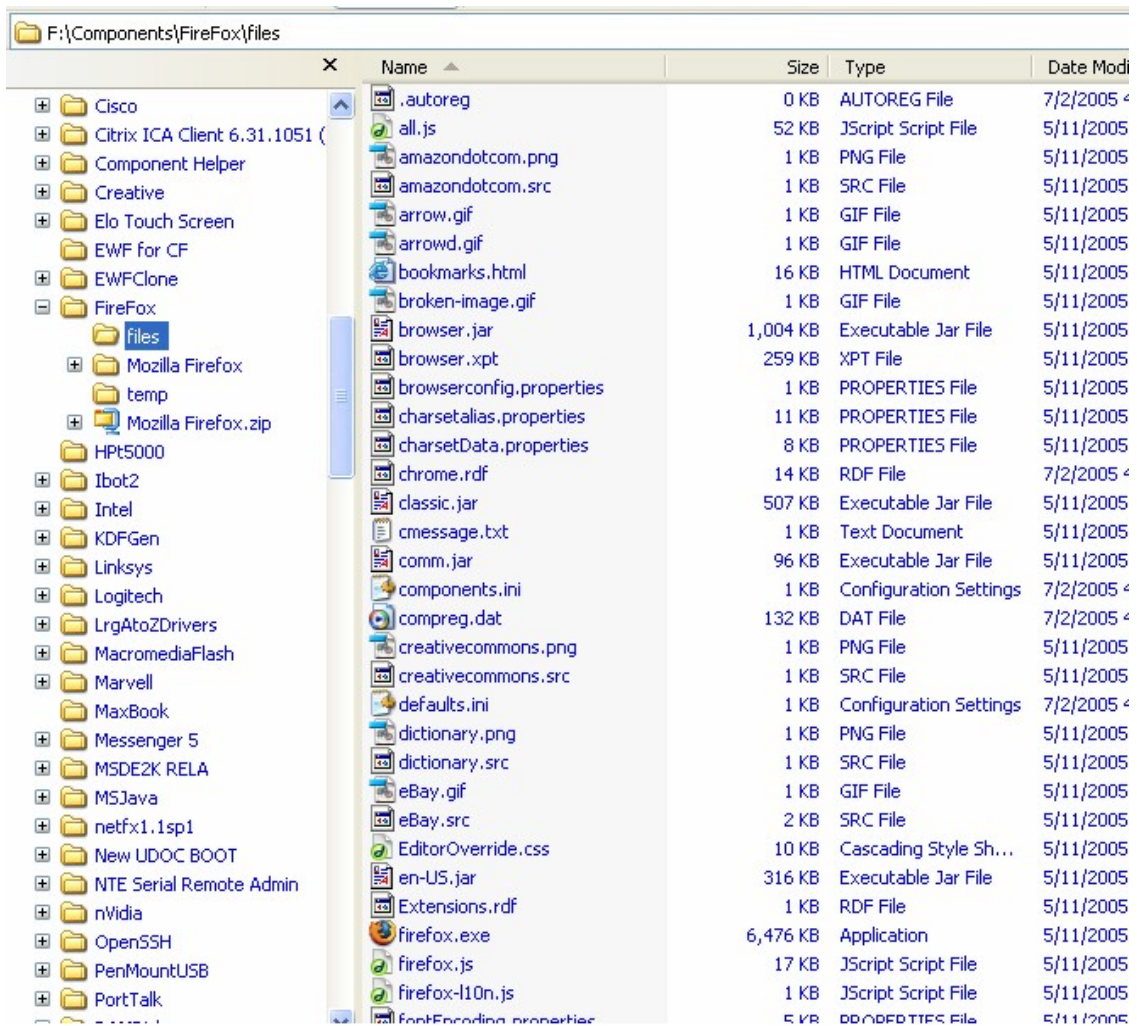 F:\Components\FireFox\files
Name Size Type Date Modi
Cisco
Citrix ICA Client 6.31.1051 (
Component Helper
Creative
Elo Touch Screen
EWF for CF
EWFClone
FireFox
files
Mozilla Firefox
temp
Mozilla Firefox.zip
HPt5000
Ibot2
Intel
KDFGen
Linksys
Logitech
LrgAtoZDrivers
MacromediaFlash
Marvell
MaxBook
Messenger 5
MSDE2K RELA
MSJava
netfx1.1sp1
New UDOC BOOT
NTE Serial Remote Admin
nVidia
OpenSSH
PenMountUSB
PortTalk
.autoreg 0 KB AUTOREG File 7/2/2005 4
all.js 52 KB JScript Script File 5/11/2005
amazondotcom.png 1 KB PNG File 5/11/2005
amazondotcom.src 1 KB SRC File 5/11/2005
arrow.gif 1 KB GIF File 5/11/2005
arrowd.gif 1 KB GIF File 5/11/2005
bookmarks.html 16 KB HTML Document 5/11/2005
broken-image.gif 1 KB GIF File 5/11/2005
browser.jar 1,004 KB Executable Jar File 5/11/2005
browser.xpt 259 KB XPT File 5/11/2005
browserconfig.properties 1 KB PROPERTIES File 5/11/2005
charsetalias.properties 11 KB PROPERTIES File 5/11/2005
charsetData.properties 8 KB PROPERTIES File 5/11/2005
chrome.rdf 14 KB RDF File 7/2/2005 4
classic.jar 507 KB Executable Jar File 5/11/2005
cmessage.txt 1 KB Text Document 5/11/2005
comm.jar 96 KB Executable Jar File 5/11/2005
components.ini 1 KB Configuration Settings 7/2/2005 4
compreg.dat 132 KB DAT File 7/2/2005 4
creativecommons.png 1 KB PNG File 5/11/2005
creativecommons.src 1 KB SRC File 5/11/2005
defaults.ini 1 KB Configuration Settings 7/2/2005 4
dictionary.png 1 KB PNG File 5/11/2005
dictionary.src 1 KB SRC File 5/11/2005
eBay.gif 1 KB GIF File 5/11/2005
eBay.src 2 KB SRC File 5/11/2005
EditorOverride.css 10 KB Cascading Style Sh... 5/11/2005
en-US.jar 316 KB Executable Jar File 5/11/2005
Extensions.rdf 1 KB RDF File 5/11/2005
firefox.exe 6,476 KB Application 5/11/2005
firefox.js 17 KB JScript Script File 5/11/2005
firefox-l10n.js 1 KB JScript Script File 5/11/2005
fontEncoding.properties 5 KB PROPERTIES File 5/11/2005